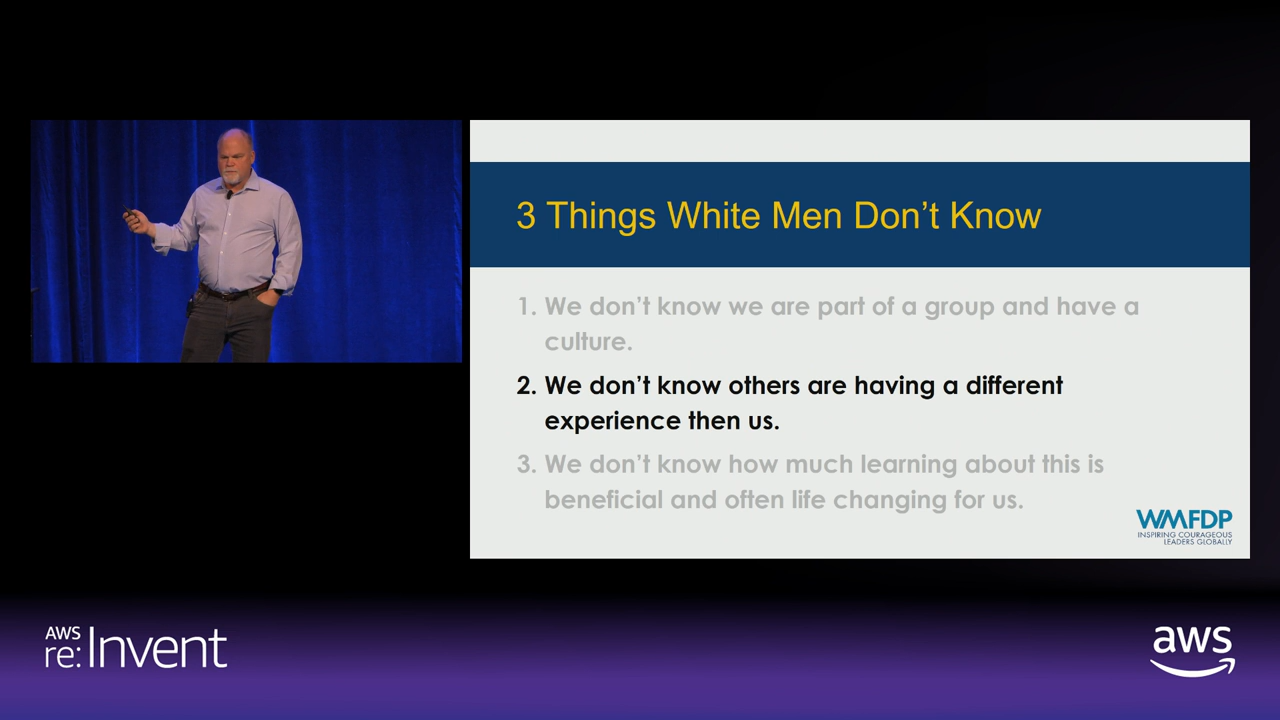 3 Things White Men Don’t Know
1. We don’t know we are part of a group and have a
culture.
2. We don’t know others are having a different
experience then us.
3. We don’t know how much learning about this is
beneficial and often life changing for us.
WMFDP
INSPIRING COURAGEOUS
LEADERS GLOBALLY
AWS
re:Invent
aws